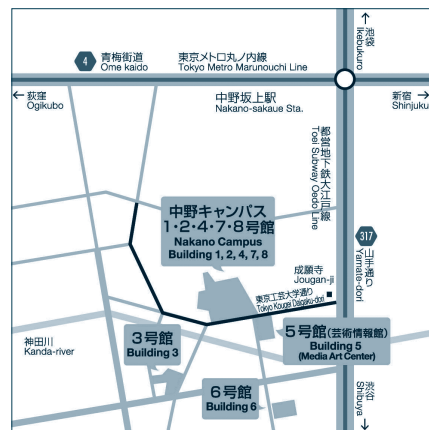 ↑池袋
Ikebukuro
4
青梅街道
Ome kaido
東京メトロ丸ノ内線
Tokyo Metro Marunouchi Line
←荻窪
Ogikubo
中野坂上駅
Nakano-sakaue Sta.
新宿→
Shinjuku
都営地下鉄大江戸線
Toei Subway Oedo Line
中野キャンパス
1・2・4・7・8号館
Nakano Campus
Building 1, 2, 4, 7, 8
317
山手通り
Yamate-dori
成願寺
Jougan-ji
東京工芸大学通り
Tokyo Kougei Daigaku-dori
神田川
Kanda-river
3号館
Building 3
5号館(芸術情報館)
Building 5
(Media Art Center)
6号館
Building 6
渋谷→
Shibuya